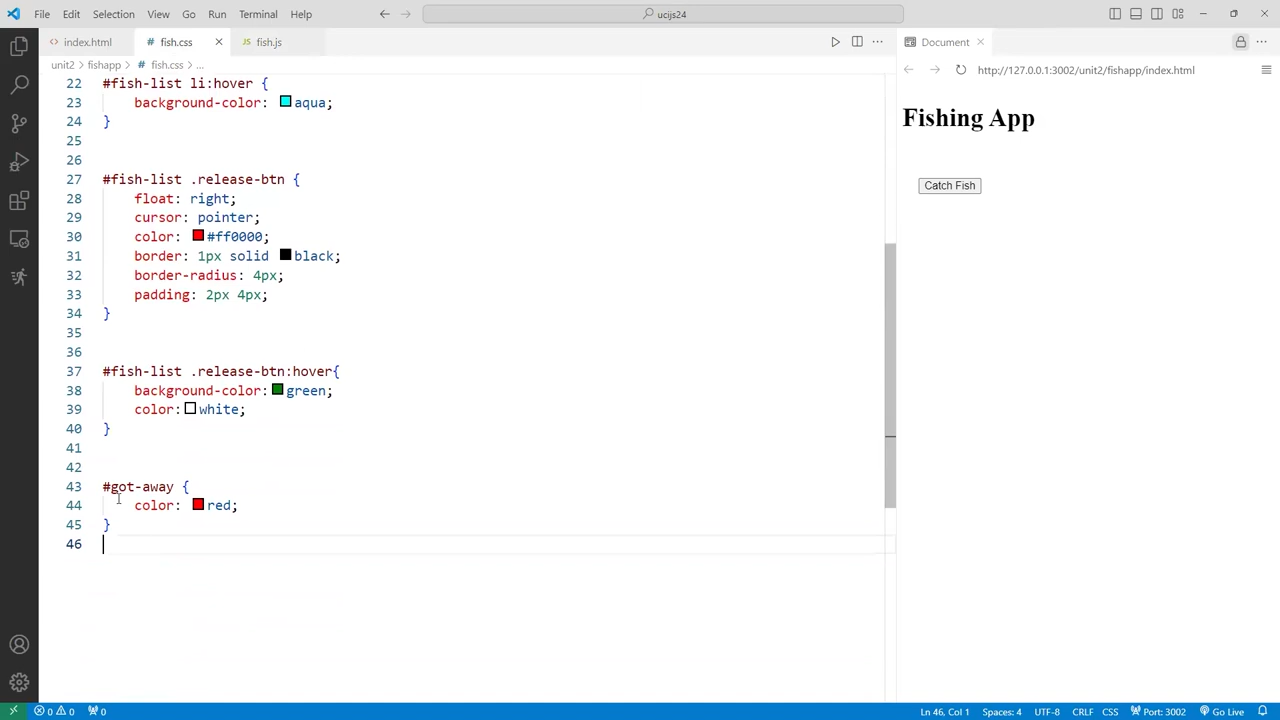 File Edit Selection View Go Run Terminal Help
ucijs24
index.html fish.css fish.js
Document
unit2 > fishapp > fish.css > ...
http://127.0.0.1:3002/unit2/fishapp/index.html
22 #fish-list li:hover {
23     background-color: aqua;
24 }
25
26
27 #fish-list .release-btn {
28     float: right;
29     cursor: pointer;
30     color: #ff0000;
31     border: 1px solid black;
32     border-radius: 4px;
33     padding: 2px 4px;
34 }
35
36
37 #fish-list .release-btn:hover{
38     background-color: green;
39     color: white;
40 }
41
42
43 #got-away {
44     color: red;
45 }
46
Fishing App
Catch Fish
0 0 0
Ln 46, Col 1 Spaces: 4 UTF-8 CRLF CSS Port: 3002 Go Live